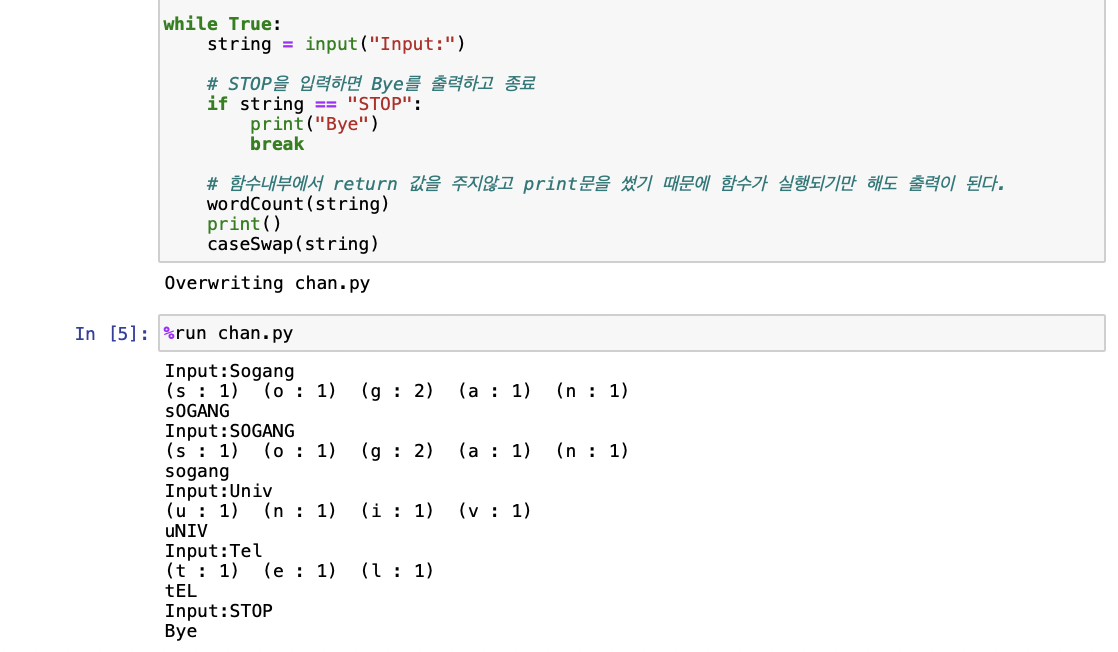 while True:
    string = input("Input:")
    # STOP을 입력하면 Bye를 출력하고 종료
    if string == "STOP":
        print("Bye")
        break
    # 함수내부에서 return 값을 주지않고 print문을 썼기 때문에 함수가 실행되기만 해도 출력이 된다.
    wordCount(string)
    print()
    caseSwap(string)
Overwriting chan.py
In [5]: %run chan.py
Input:Sogang
(s : 1)  (o : 1)  (g : 2)  (a : 1)  (n : 1)
sOGANG
Input:SOGANG
(s : 1)  (o : 1)  (g : 2)  (a : 1)  (n : 1)
sogang
Input:Univ
(u : 1)  (n : 1)  (i : 1)  (v : 1)
uNIV
Input:Tel
(t : 1)  (e : 1)  (l : 1)
tEL
Input:STOP
Bye